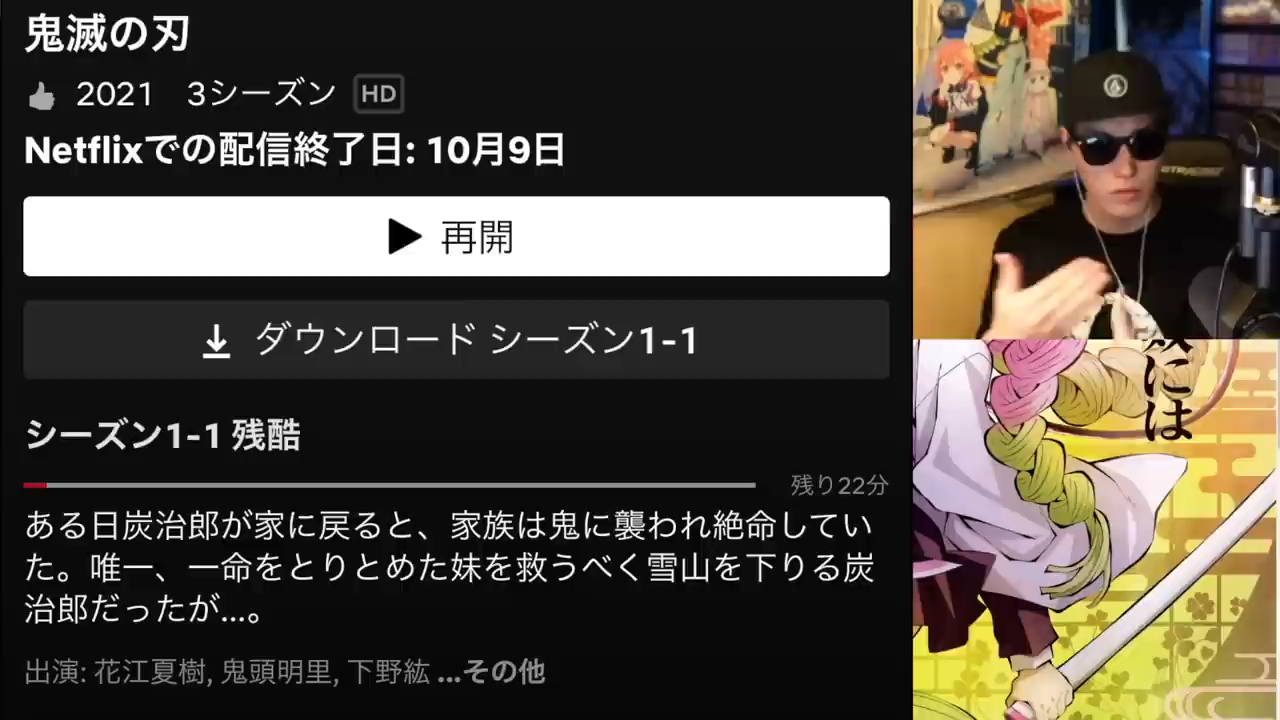 鬼滅の刃
2021 3シーズン HD
Netflixでの配信終了日: 10月9日
再開
ダウンロード シーズン1-1
シーズン1-1 残酷
残り22分
ある日炭治郎が家に戻ると、家族は鬼に襲われ絶命してい
た。唯一、一命をとりとめた妹を救うべく雪山を下りる炭
治郎だったが...。
出演: 花江夏樹, 鬼頭明里, 下野紘 ...その他
には